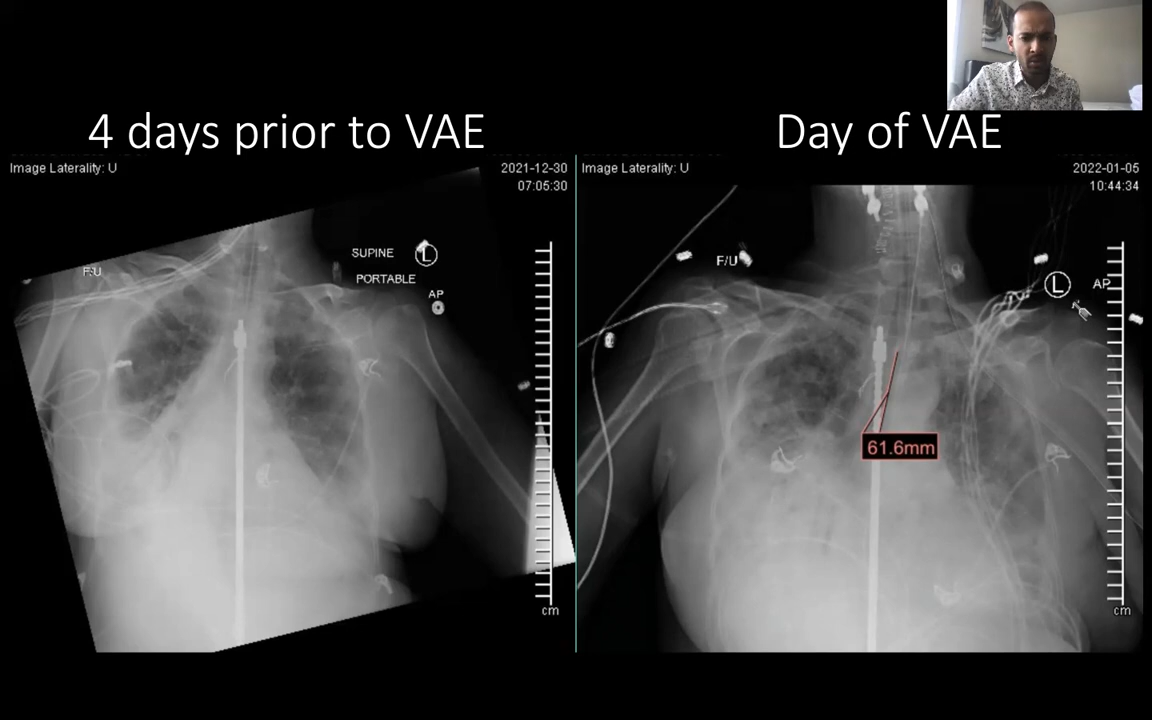 4 days prior to VAE
Day of VAE
Image Laterality: U
2021-12-30
07:05:30
SUPINE
L
PORTABLE
F/U
AP
cm
Image Laterality: U
2022-01-05
10:44:34
F/U
L
AP
61.6mm
cm